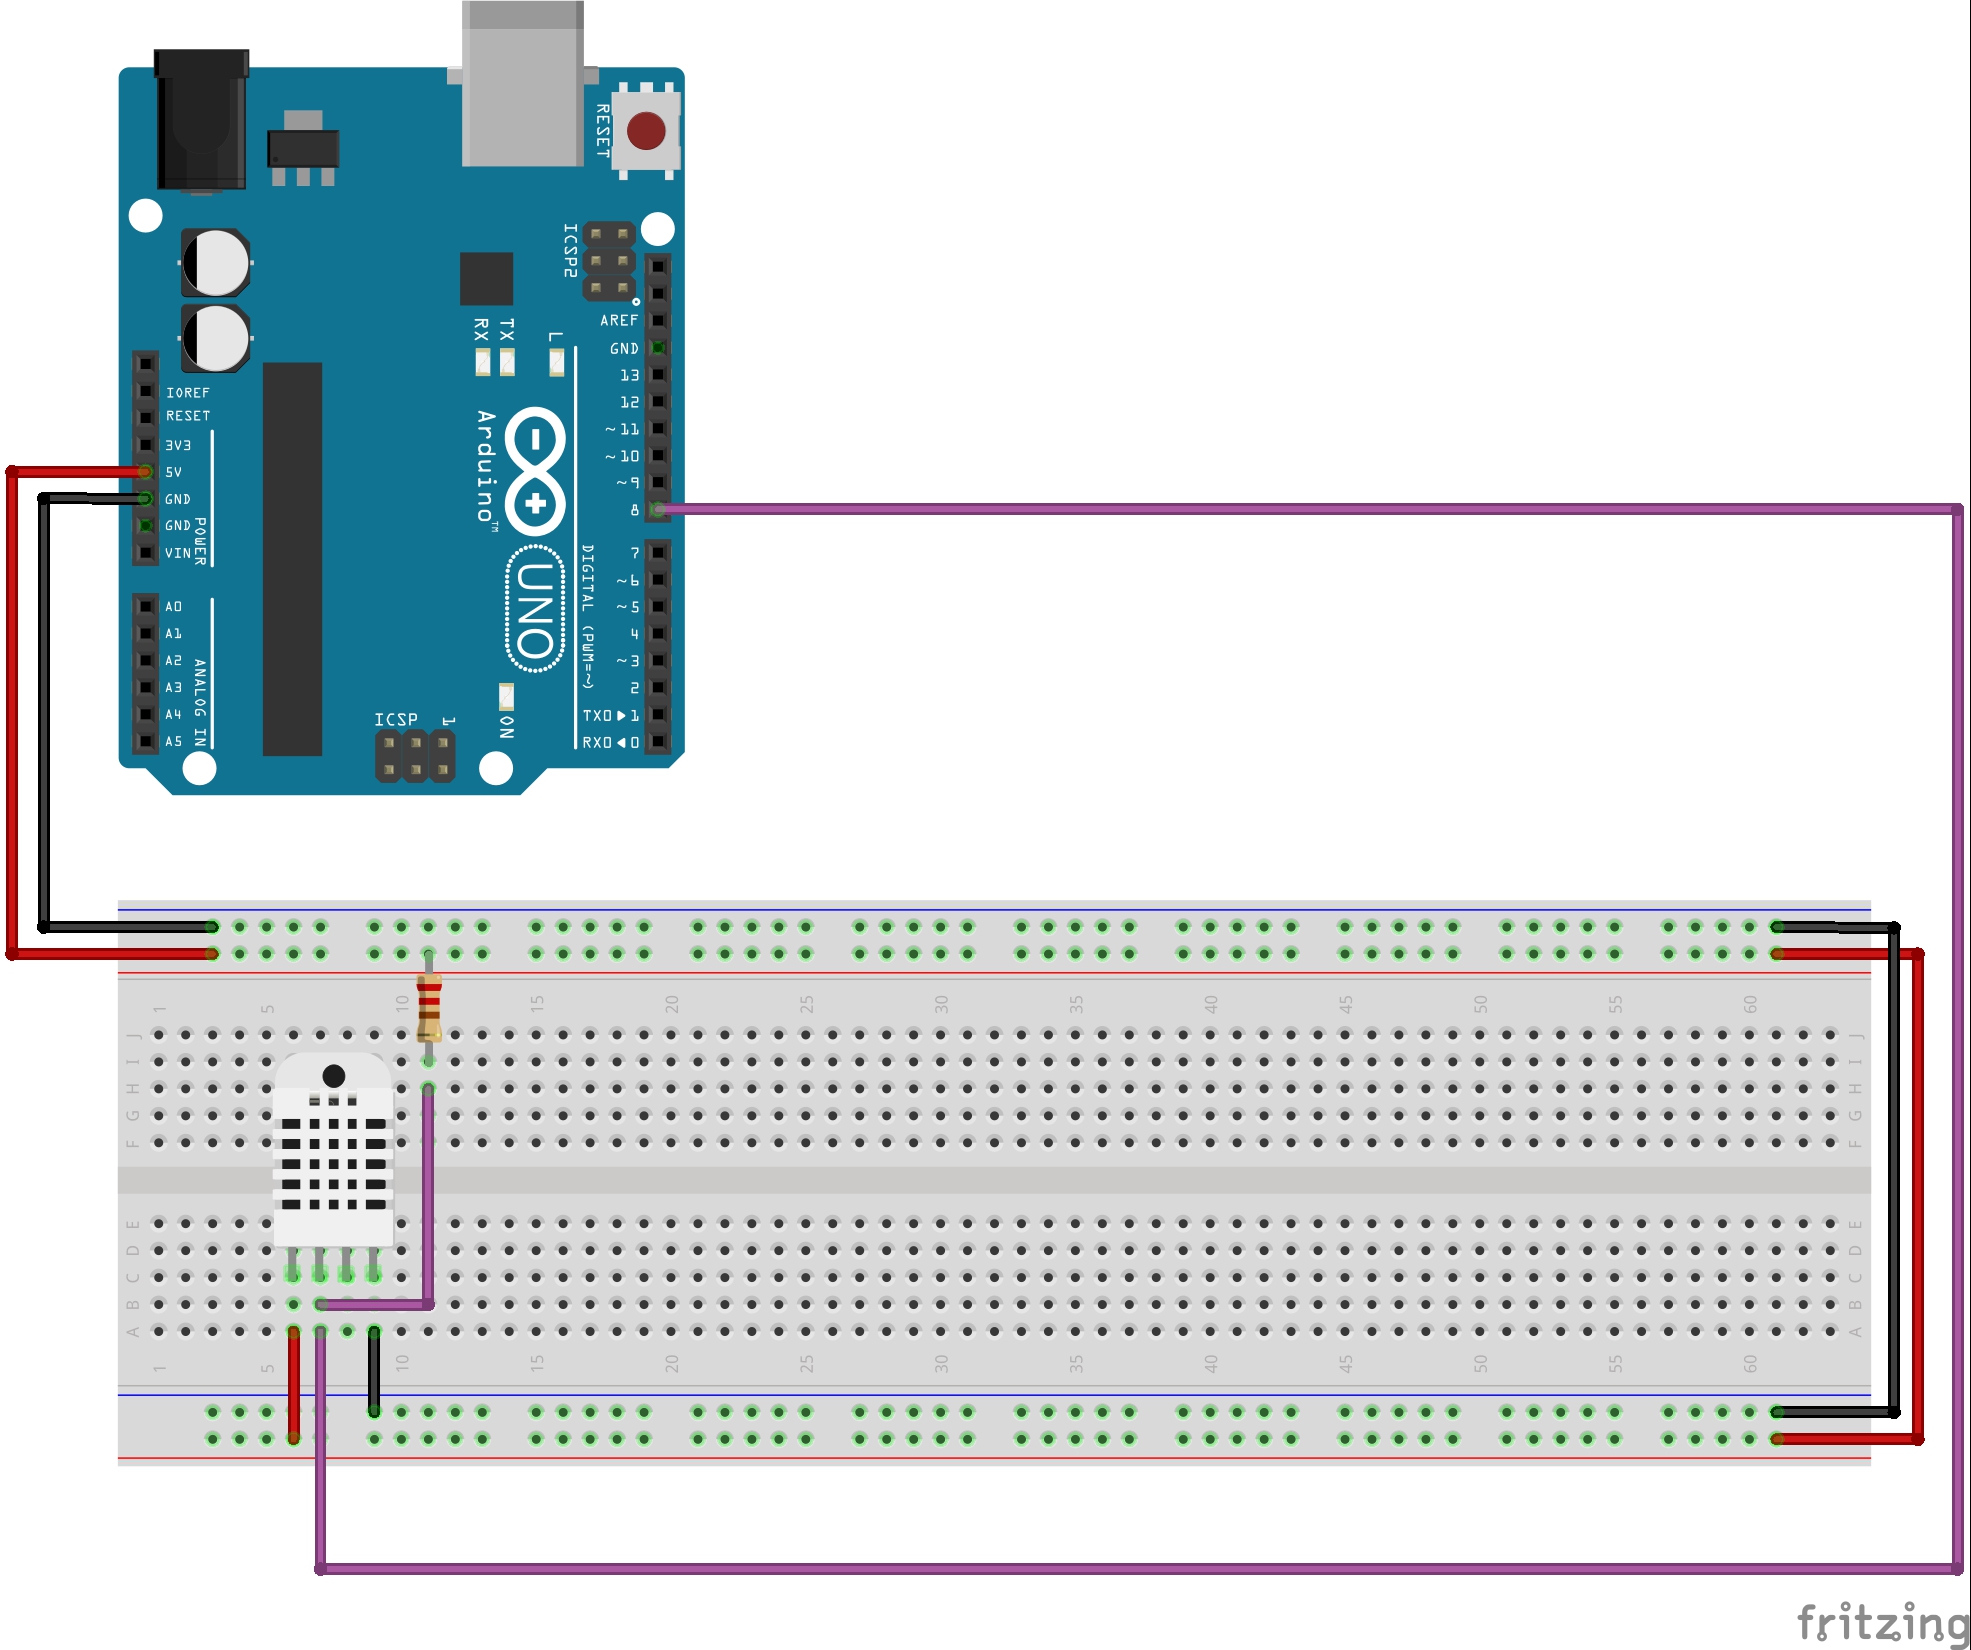 RESET
ICSP2
AREF
GND
13
12
~11
~10
~9
8
7
~6
~5
4
~3
2
TX0▶1
RX0◀0
DIGITAL (PWM=~)
RX
TX
L
Arduino™
UNO
ON
ICSP
1
IOREF
RESET
3V3
5V
GND
GND
VIN
POWER
A0
A1
A2
A3
A4
A5
ANALOG IN
1 5 10 15 20 25 30 35 40 45 50 55 60
J J
I I
H H
G G
F F
E E
D D
C C
B B
A A
1 5 10 15 20 25 30 35 40 45 50 55 60
fritzing